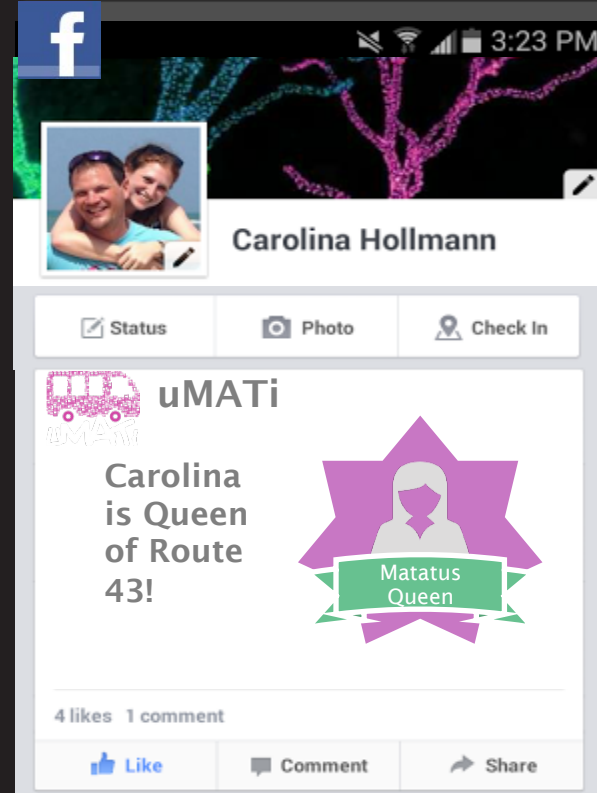 f
3:23 PM
Carolina Hollmann
Status Photo Check In
uMATi
uMATi
Carolina
is Queen
of Route
43!
Matatus
Queen
4 likes 1 comment
Like Comment Share